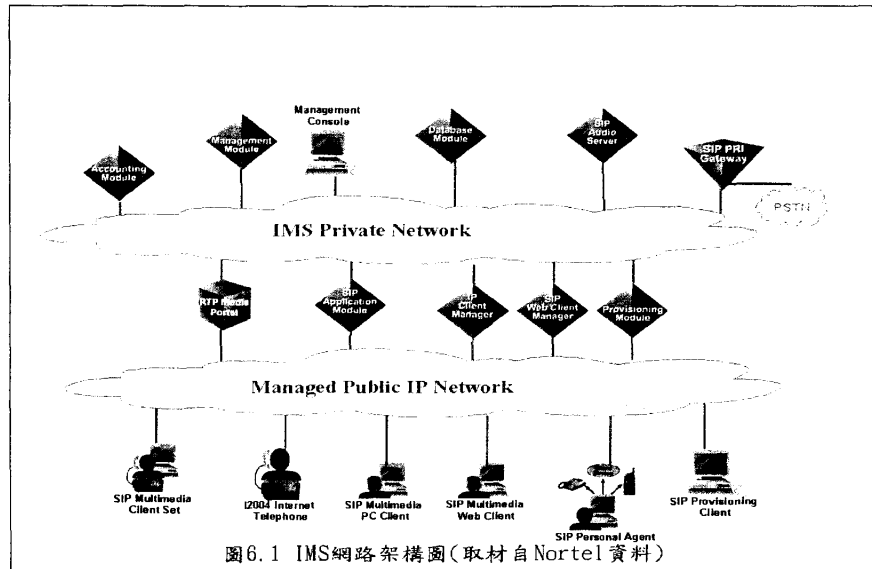 Management
Console
Accounting
Module
Management
Module
Database
Module
SIP
Audio
Server
SIP PRI
Gateway
PSTN
IMS Private Network
RTP Media
Portal
SIP
Application
Module
IP
Client
Manager
SIP
Web Client
Manager
Provisioning
Module
Managed Public IP Network
SIP Multimedia
Client Set
I2004 Internet
Telephone
SIP Multimedia
PC Client
SIP Multimedia
Web Client
SIP Personal Agent
SIP Provisioning
Client
圖6.1 IMS網路架構圖(取材自Nortel資料)